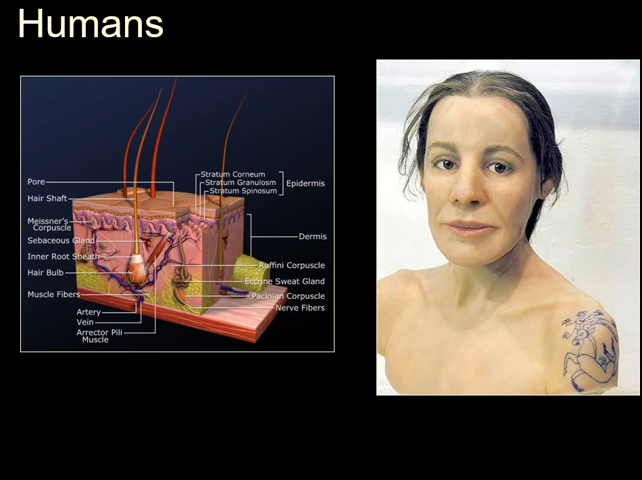 Humans
Pore
Hair Shaft
Meissner's
Corpuscle
Sebaceous Gland
Inner Root Sheath
Hair Bulb
Muscle Fibers
Artery
Vein
Arrector Pili
Muscle
Stratum Corneum
Stratum Granulosm
Stratum Spinosum
Epidermis
Dermis
Ruffini Corpuscle
Eccrine Sweat Gland
Pacinian Corpuscle
Nerve Fibers